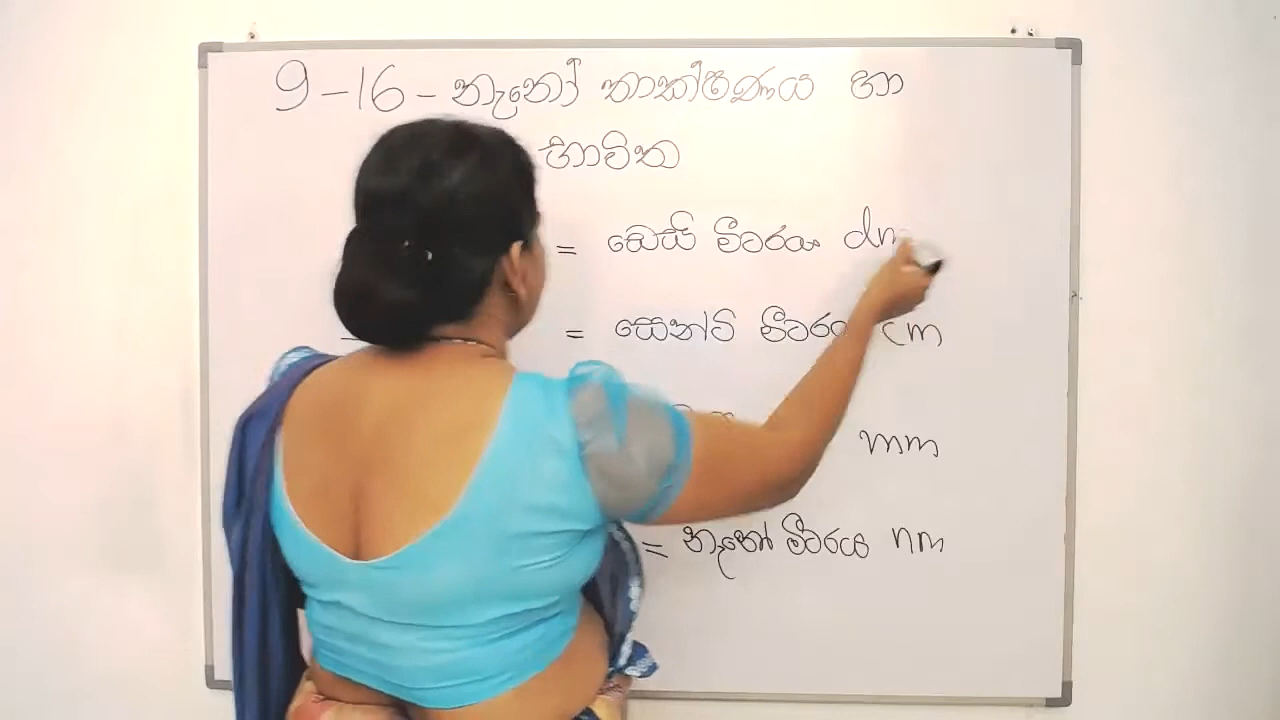 9-16 - නැනෝ තාක්ෂණය හා
භාවිත
= ඩෙසි මීටරය dm
= සෙන්ටි මීටරය cm
mm
= නැනෝ මීටරය nm